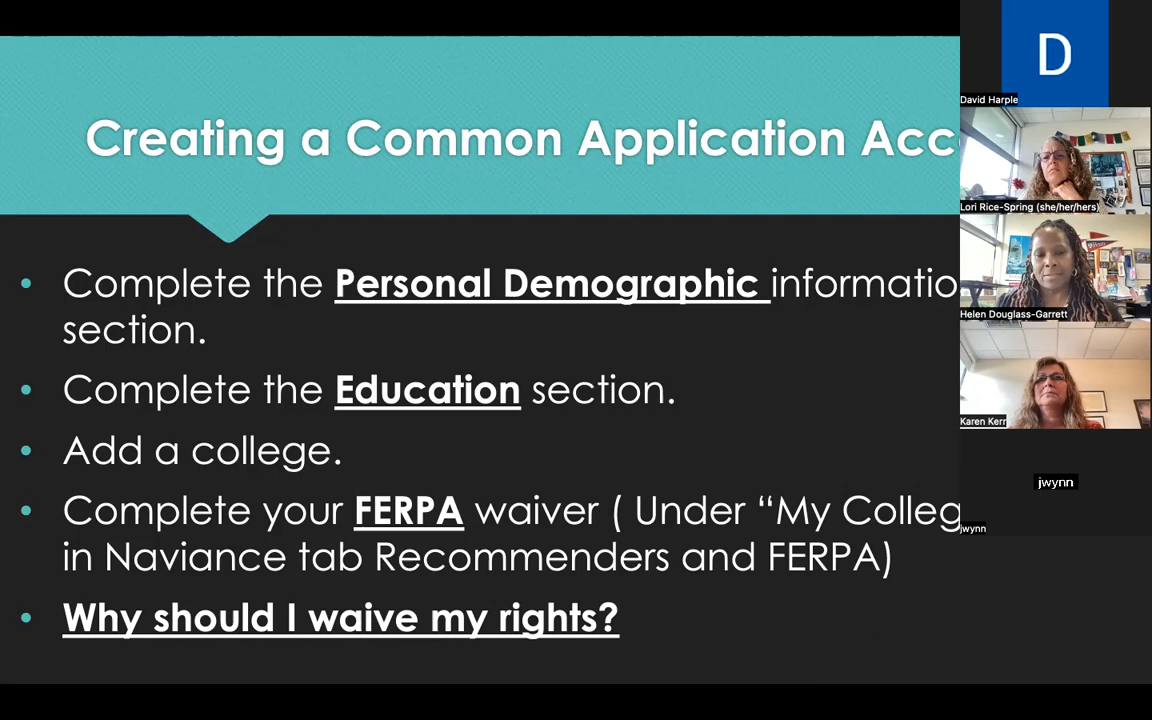 Creating a Common Application Acc
Complete the Personal Demographic informatio
section.
Complete the Education section.
Add a college.
Complete your FERPA waiver ( Under “My Colleg
in Naviance tab Recommenders and FERPA)
Why should I waive my rights?
D
David Harple
Lori Rice-Spring (she/her/hers)
Helen Douglass-Garrett
Karen Kerr
jwynn
jwynn